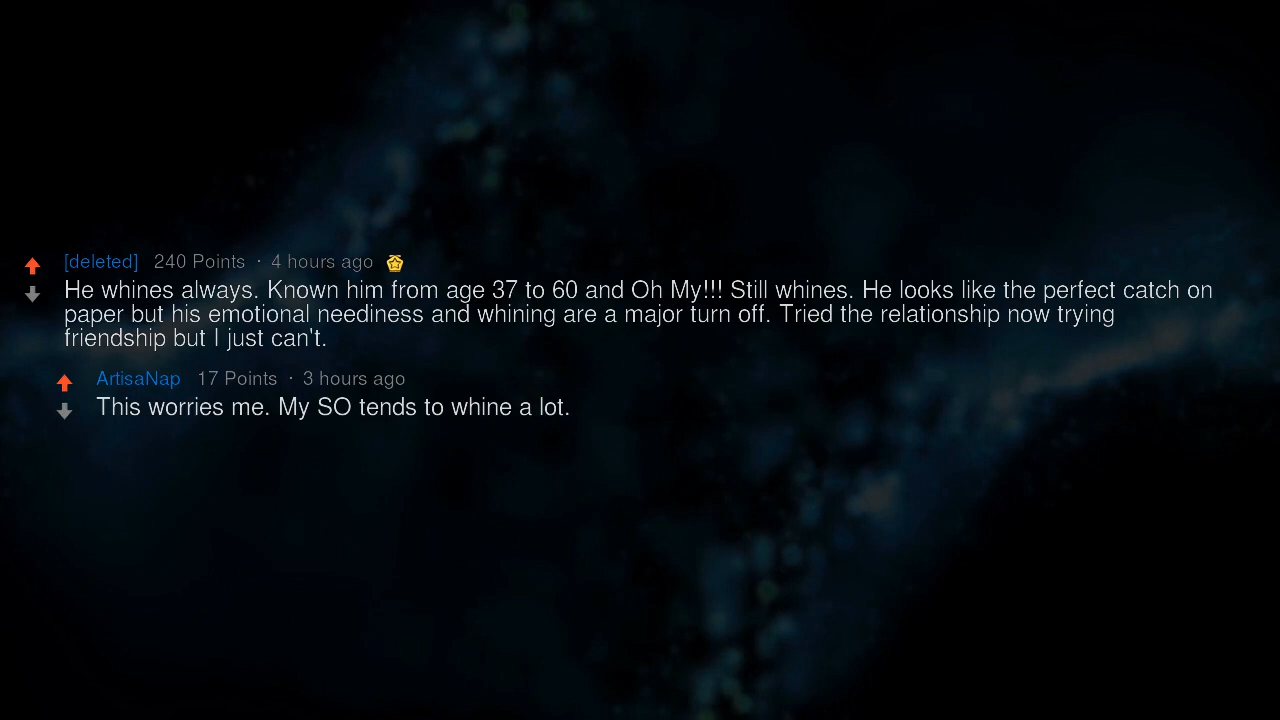 [deleted] 240 Points · 4 hours ago
He whines always. Known him from age 37 to 60 and Oh My!!! Still whines. He looks like the perfect catch on
paper but his emotional neediness and whining are a major turn off. Tried the relationship now trying
friendship but I just can't.
ArtisaNap 17 Points · 3 hours ago
This worries me. My SO tends to whine a lot.